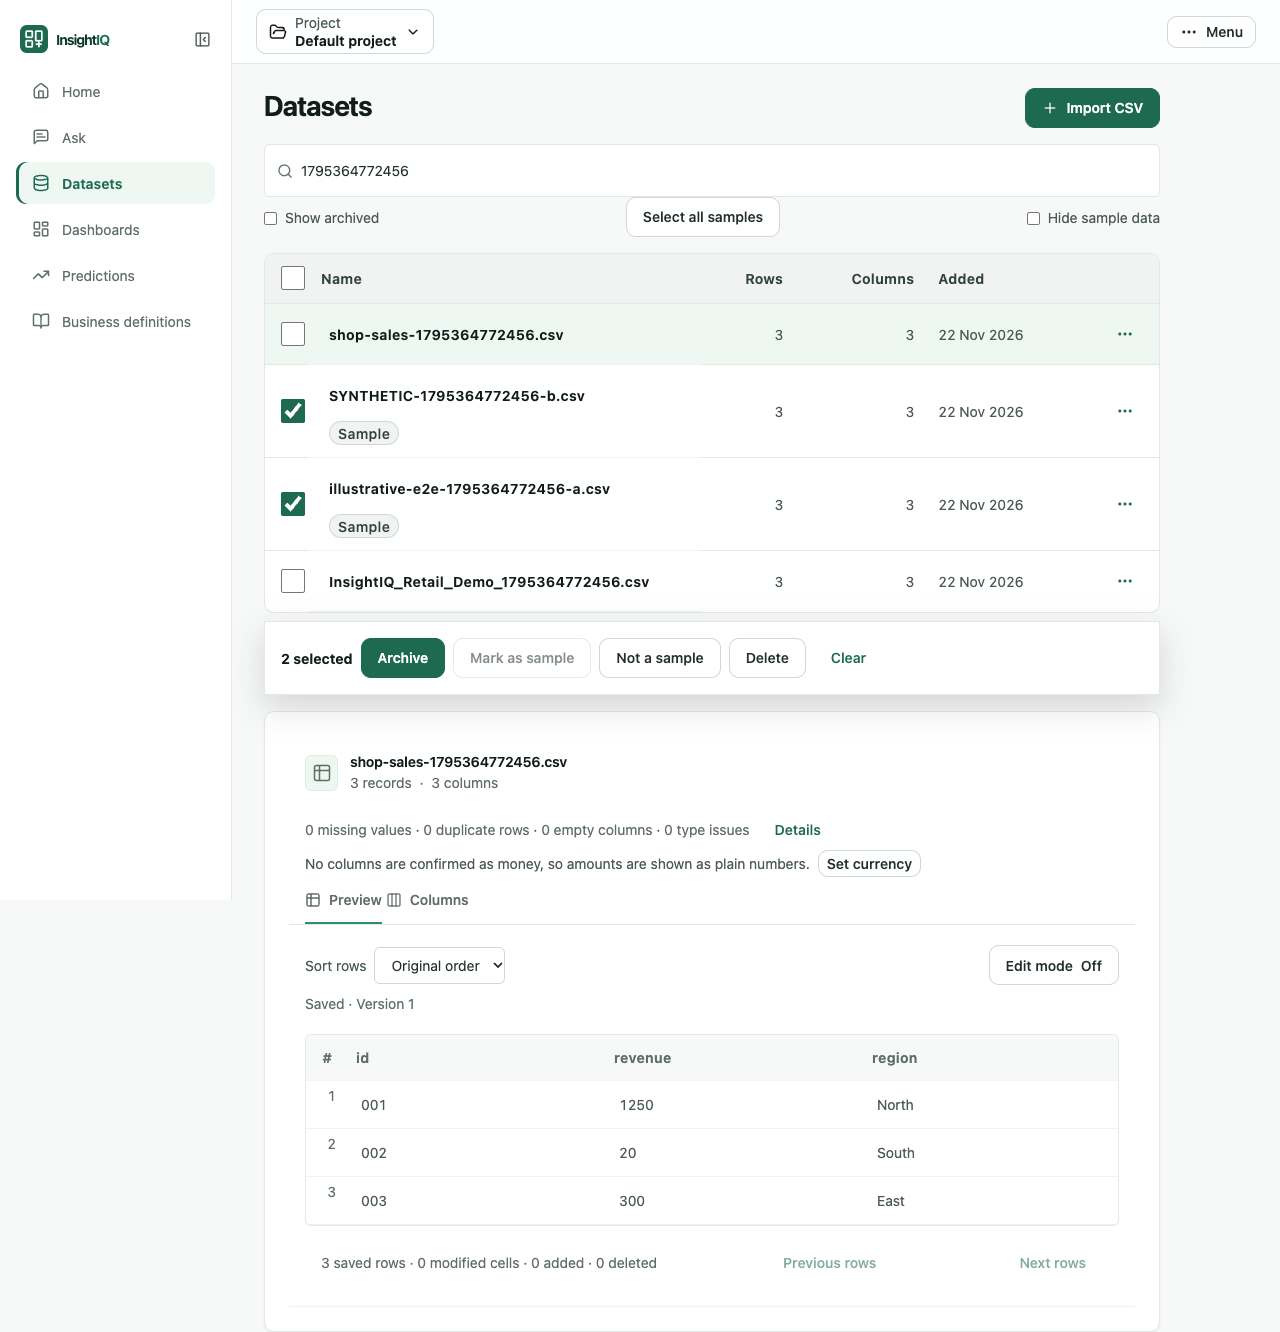 InsightIQ
Project
Default project
Menu
Home
Ask
Datasets
Dashboards
Predictions
Business definitions
Datasets
Import CSV
1795364772456
Show archived
Select all samples
Hide sample data
Name Rows Columns Added
shop-sales-1795364772456.csv 3 3 22 Nov 2026
SYNTHETIC-1795364772456-b.csv 3 3 22 Nov 2026
Sample
illustrative-e2e-1795364772456-a.csv 3 3 22 Nov 2026
Sample
InsightIQ_Retail_Demo_1795364772456.csv 3 3 22 Nov 2026
2 selected Archive Mark as sample Not a sample Delete Clear
shop-sales-1795364772456.csv
3 records · 3 columns
0 missing values · 0 duplicate rows · 0 empty columns · 0 type issues Details
No columns are confirmed as money, so amounts are shown as plain numbers. Set currency
Preview Columns
Sort rows Original order Edit mode Off
Saved · Version 1
# id revenue region
1 001 1250 North
2 002 20 South
3 003 300 East
3 saved rows · 0 modified cells · 0 added · 0 deleted Previous rows Next rows